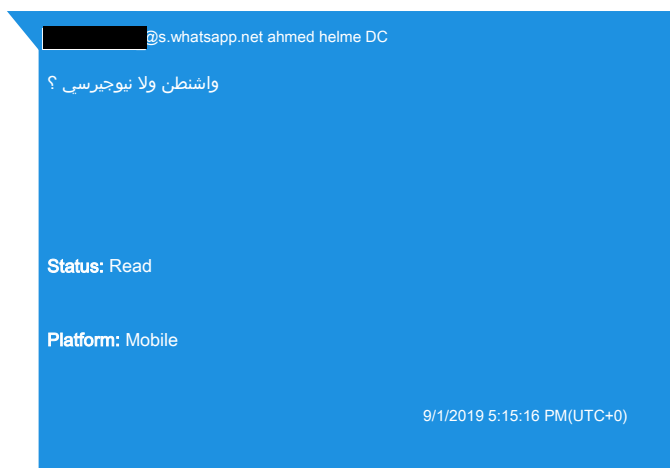 @s.whatsapp.net ahmed helme DC
واشنطن ولا نيوجيرسي ؟
Status: Read
Platform: Mobile
9/1/2019 5:15:16 PM(UTC+0)